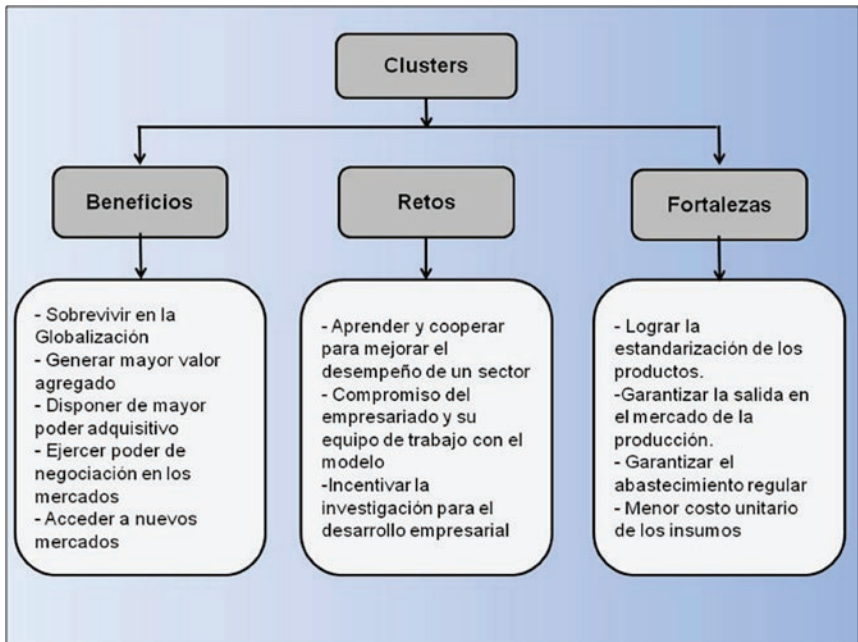 Clusters
Beneficios
Retos
Fortalezas
- Sobrevivir en la
Globalización
- Generar mayor valor
agregado
- Disponer de mayor
poder adquisitivo
- Ejercer poder de
negociación en los
mercados
- Acceder a nuevos
mercados
- Aprender y cooperar
para mejorar el
desempeño de un sector
- Compromiso del
empresariado y su
equipo de trabajo con el
modelo
-Incentivar la
investigación para el
desarrollo empresarial
- Lograr la
estandarización de los
productos.
-Garantizar la salida en
el mercado de la
producción.
- Garantizar el
abastecimiento regular
- Menor costo unitario
de los insumos